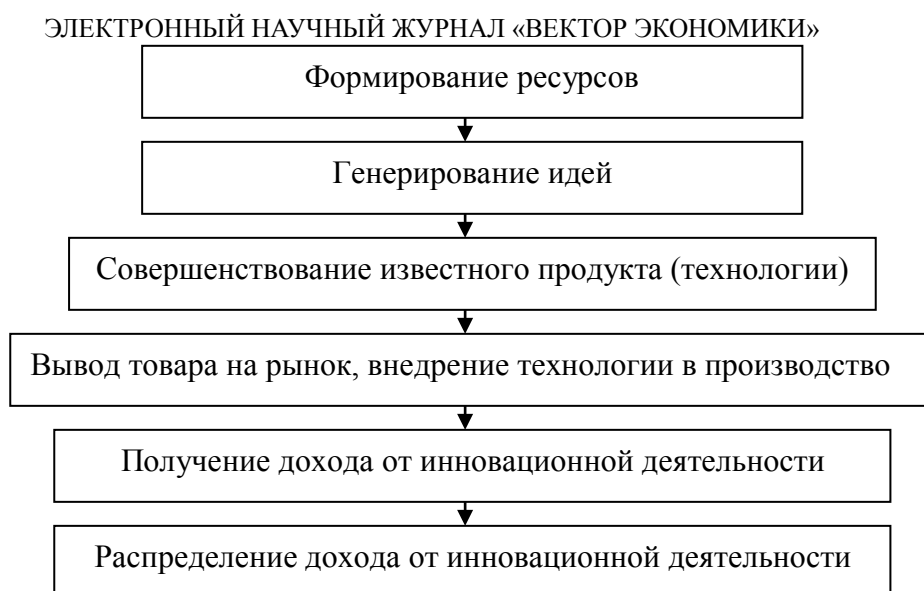 ЭЛЕКТРОННЫЙ НАУЧНЫЙ ЖУРНАЛ «ВЕКТОР ЭКОНОМИКИ»
Формирование ресурсов
Генерирование идей
Совершенствование известного продукта (технологии)
Вывод товара на рынок, внедрение технологии в производство
Получение дохода от инновационной деятельности
Распределение дохода от инновационной деятельности